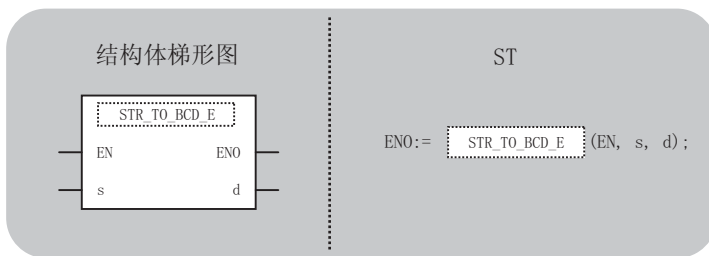 结构体梯形图
STR_TO_BCD_E
EN ENO
s d
ST
ENO:= STR_TO_BCD_E (EN, s, d);